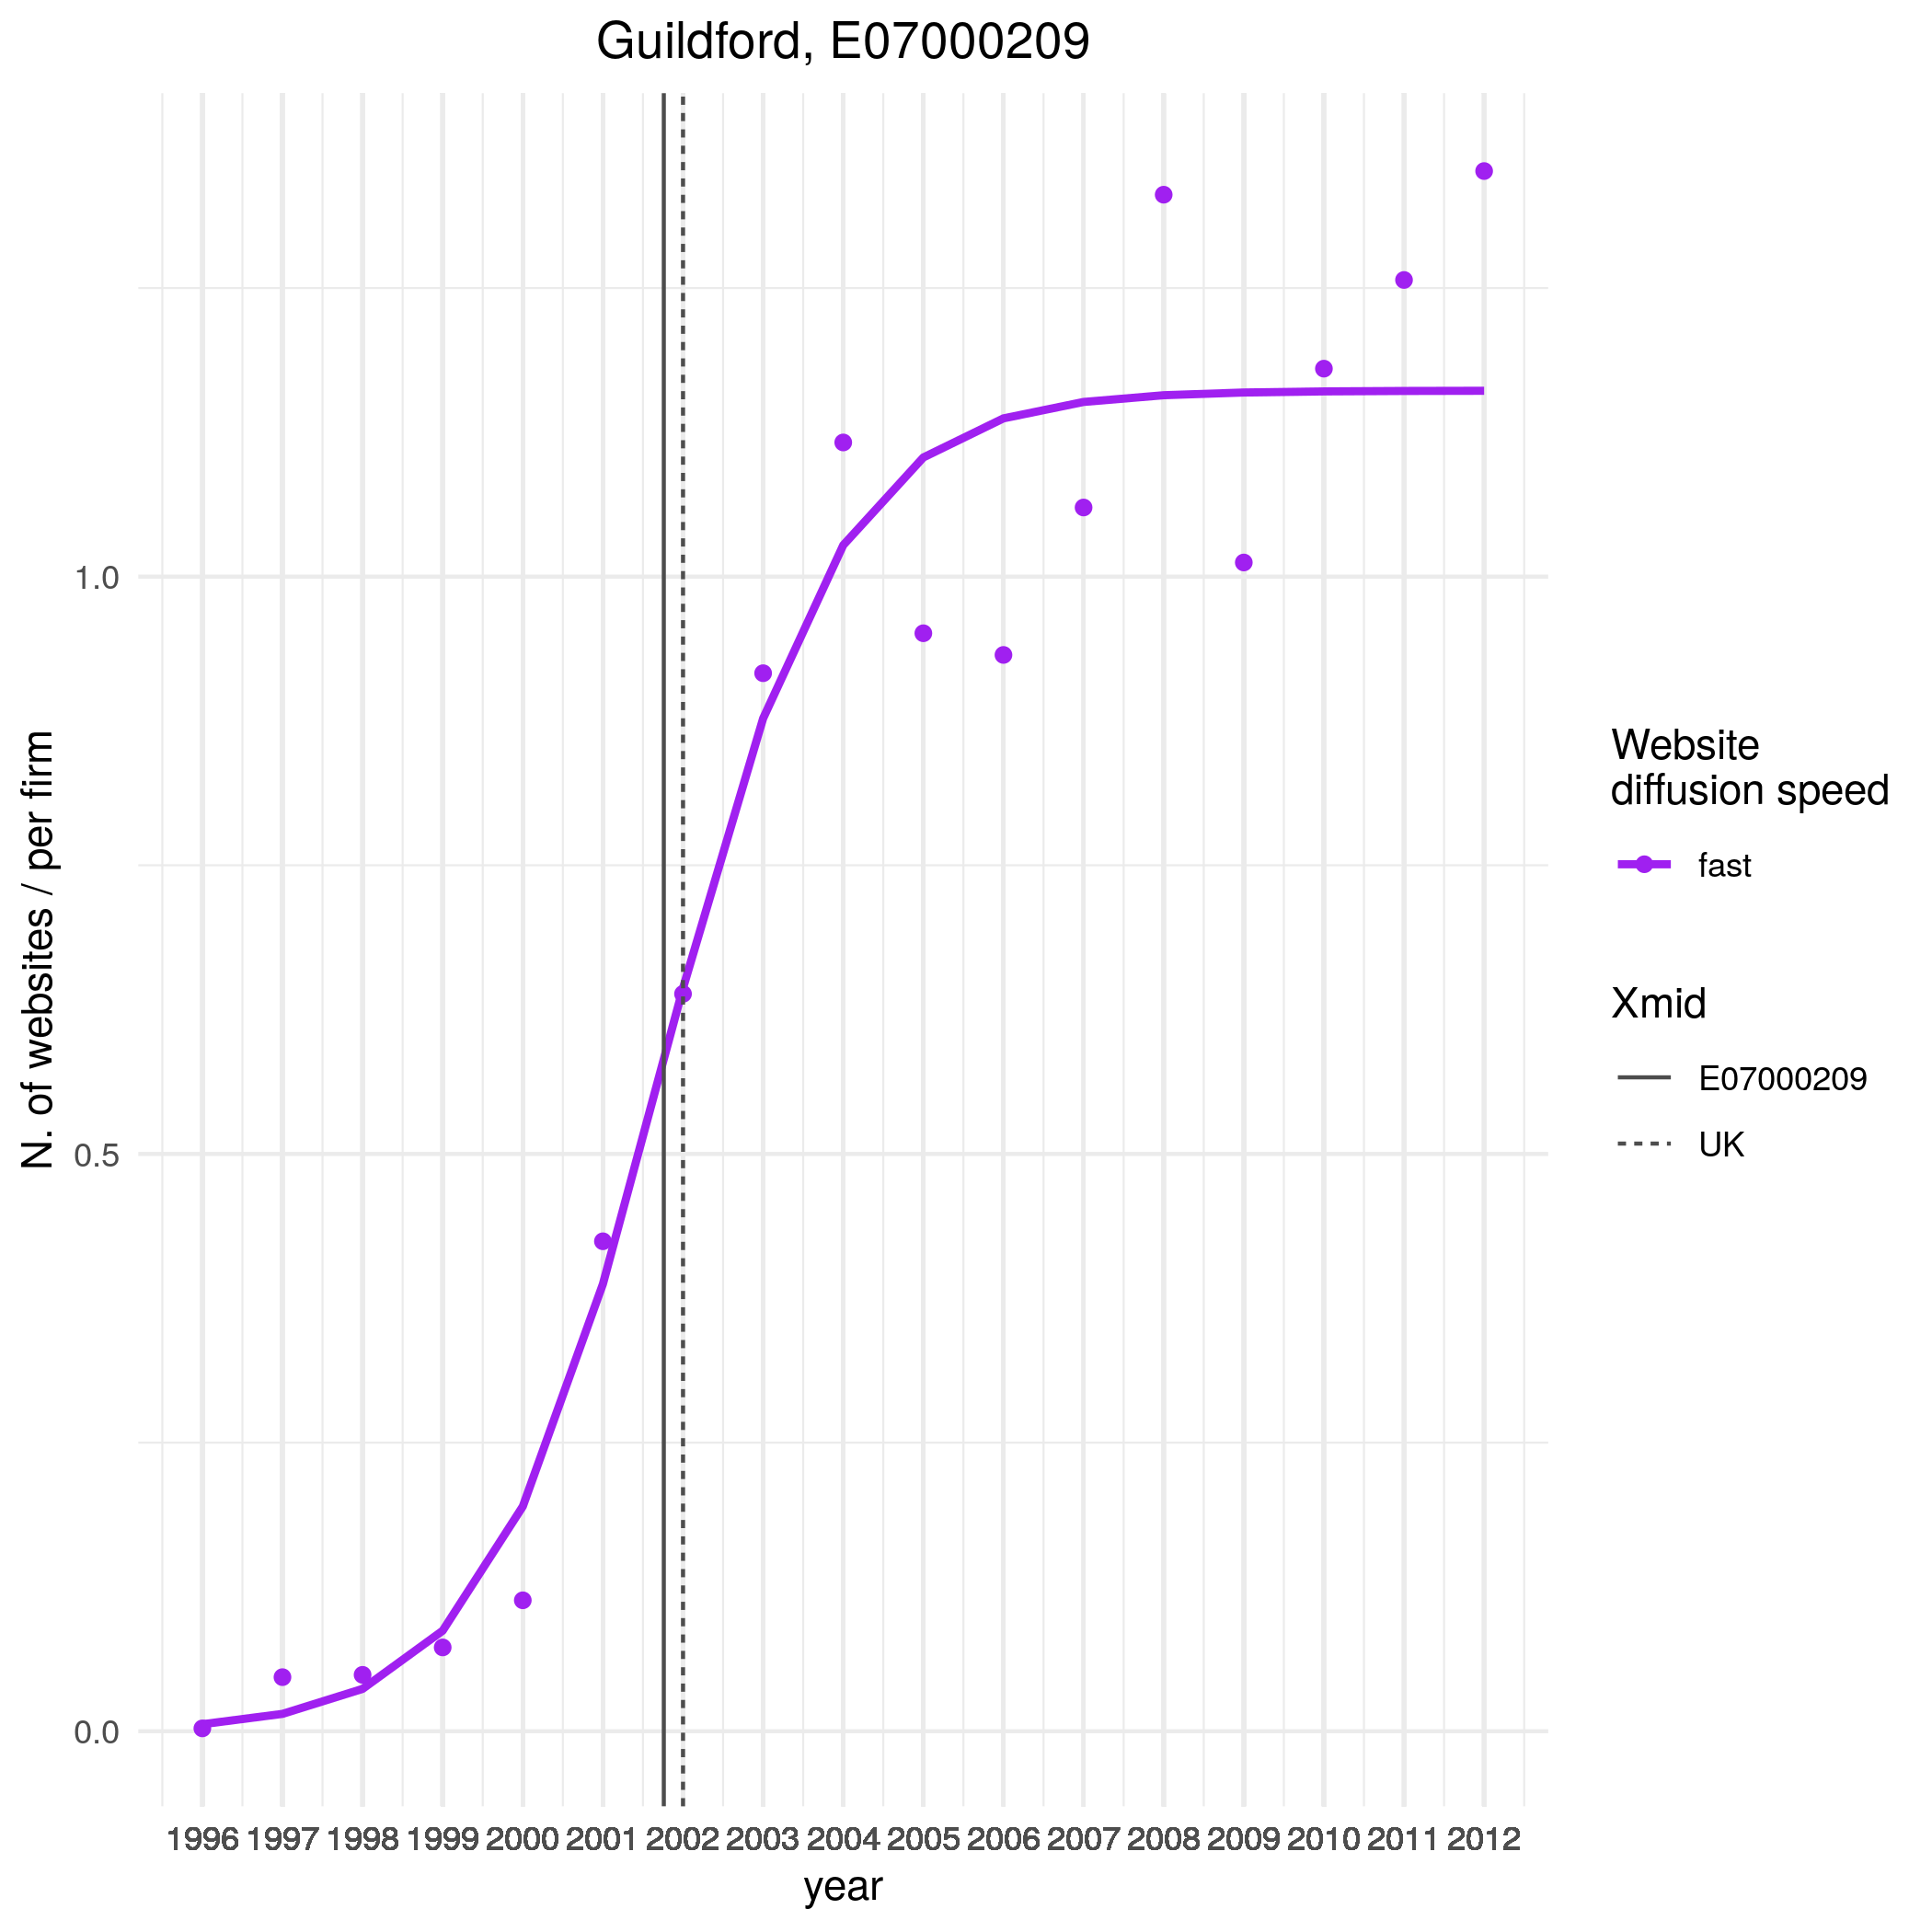 Guildford, E07000209
N. of websites / per firm
1.0
0.5
0.0
1996 1997 1998 1999 2000 2001 2002 2003 2004 2005 2006 2007 2008 2009 2010 2011 2012
year
Website
diffusion speed
fast
Xmid
E07000209
UK